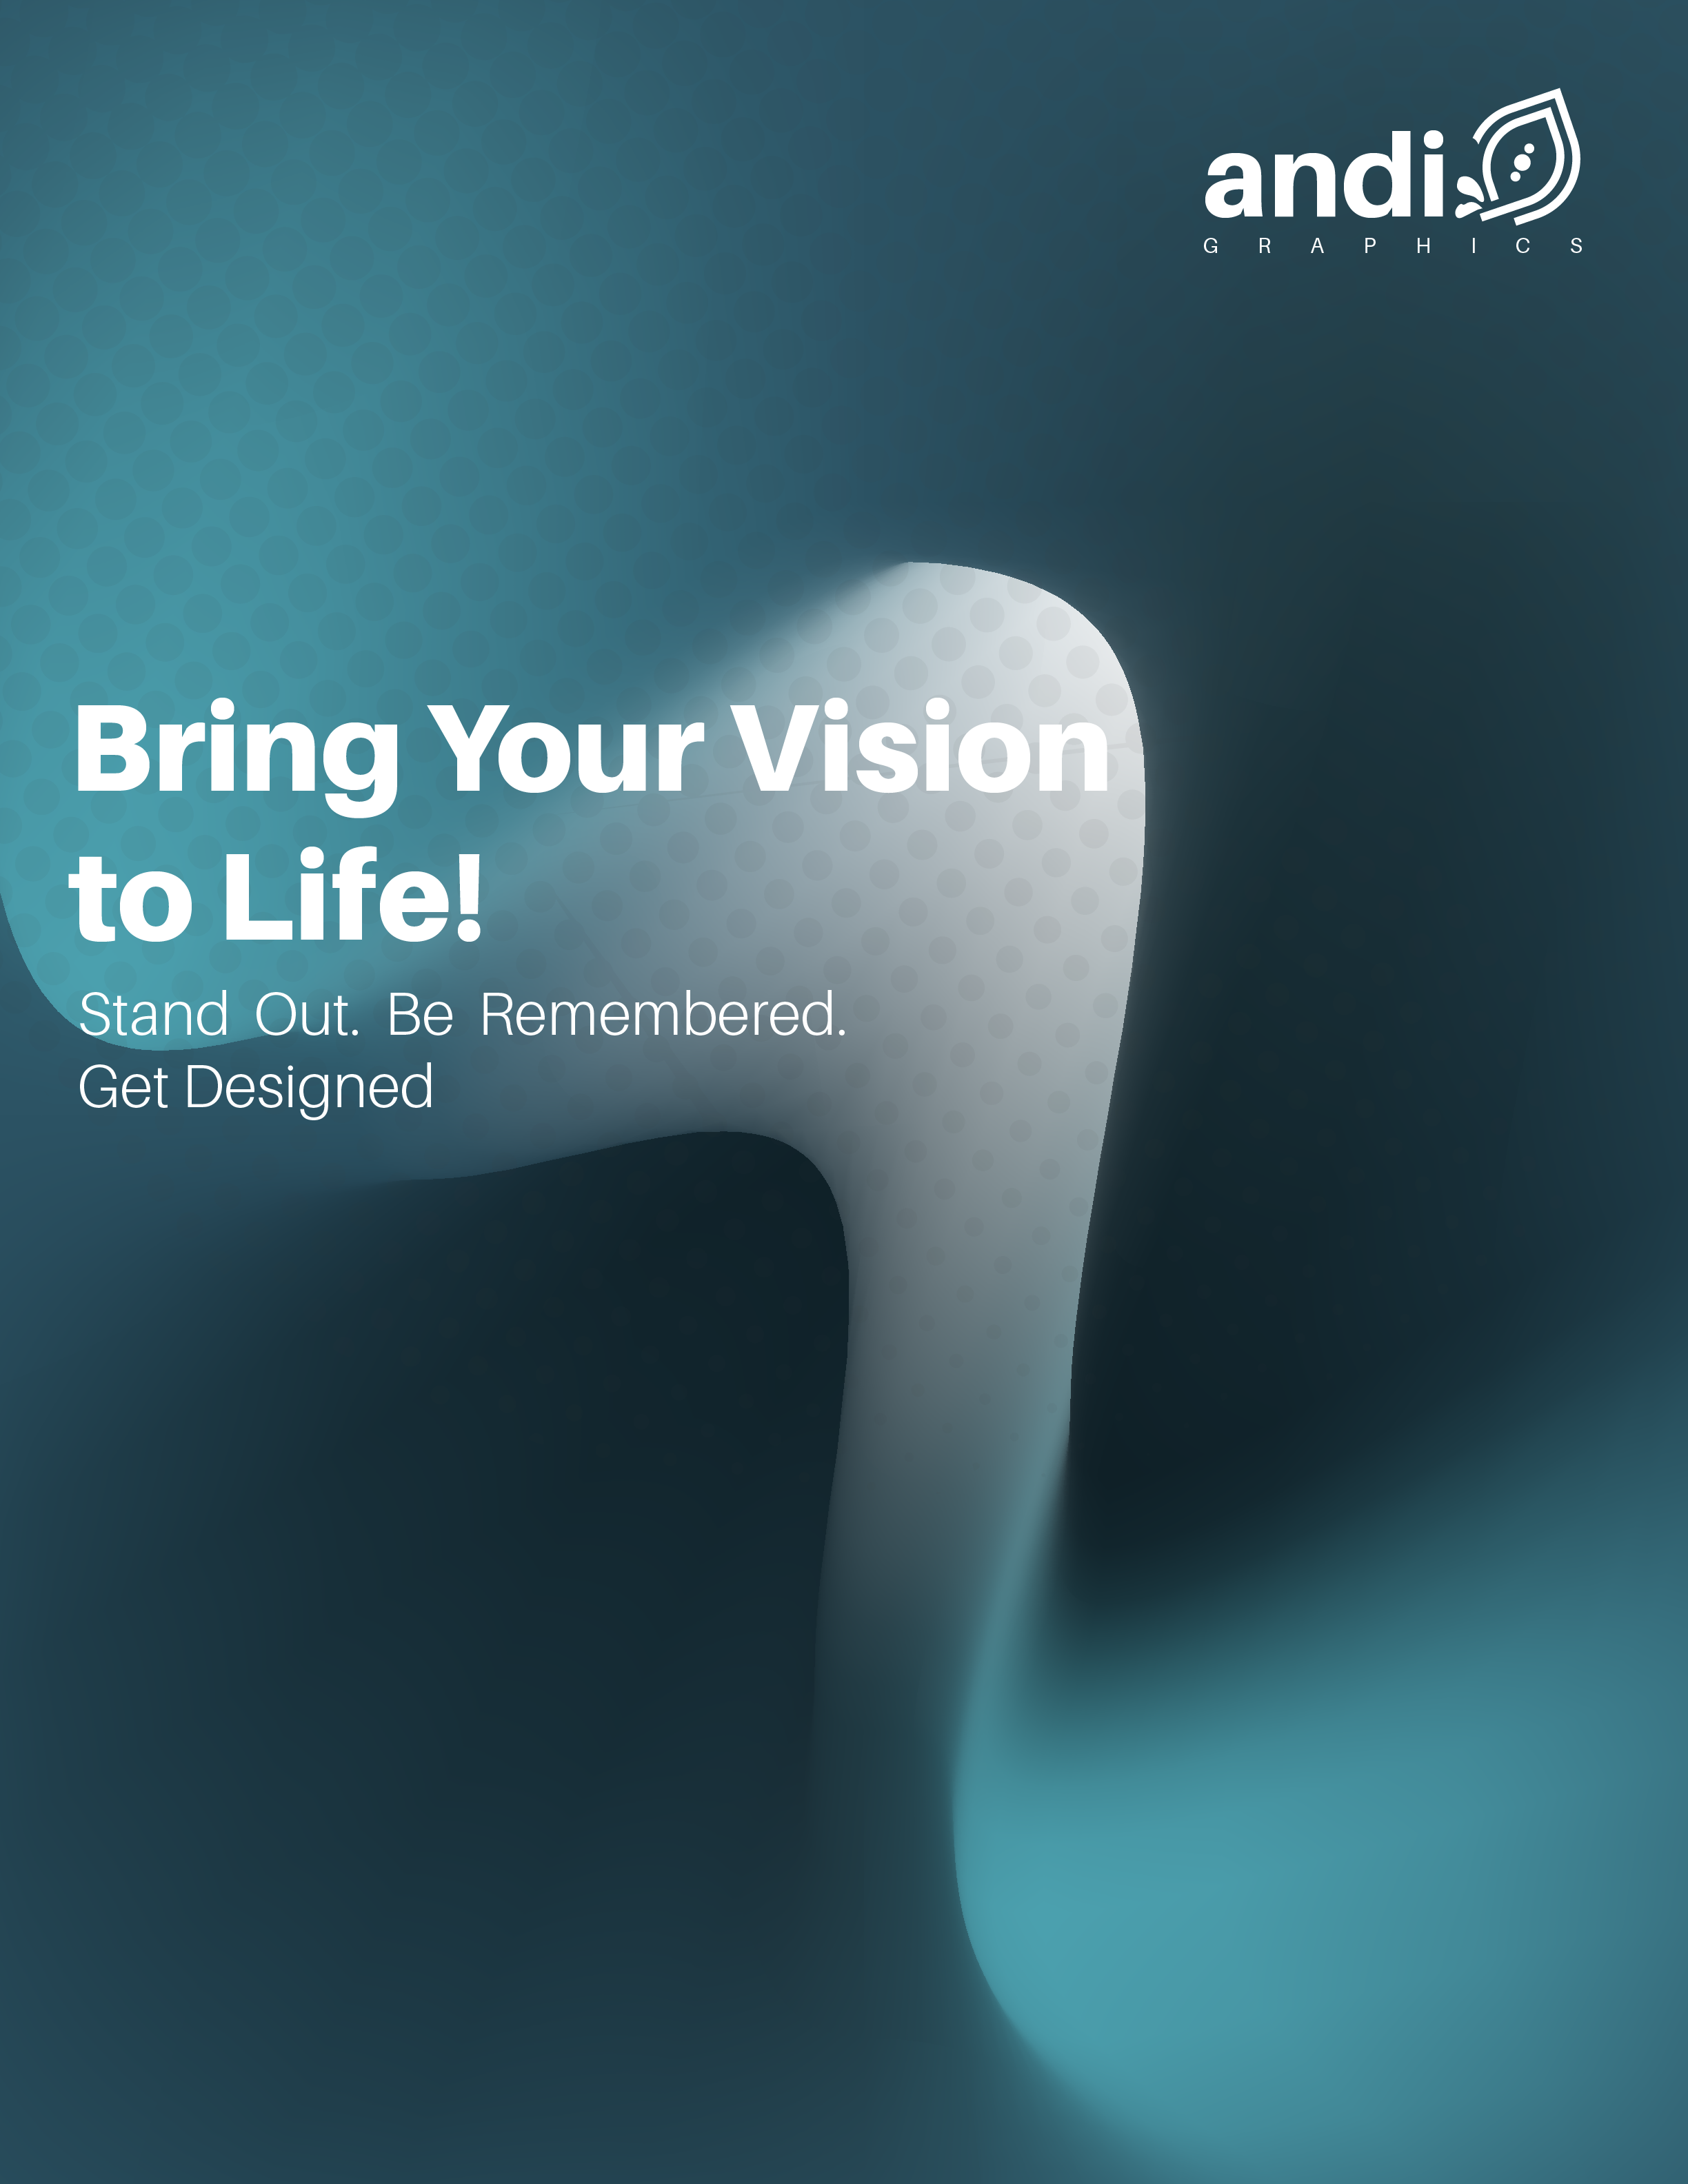 andi
GRAPHICS
Bring Your Vision
to Life!
Stand Out. Be Remembered.
Get Designed